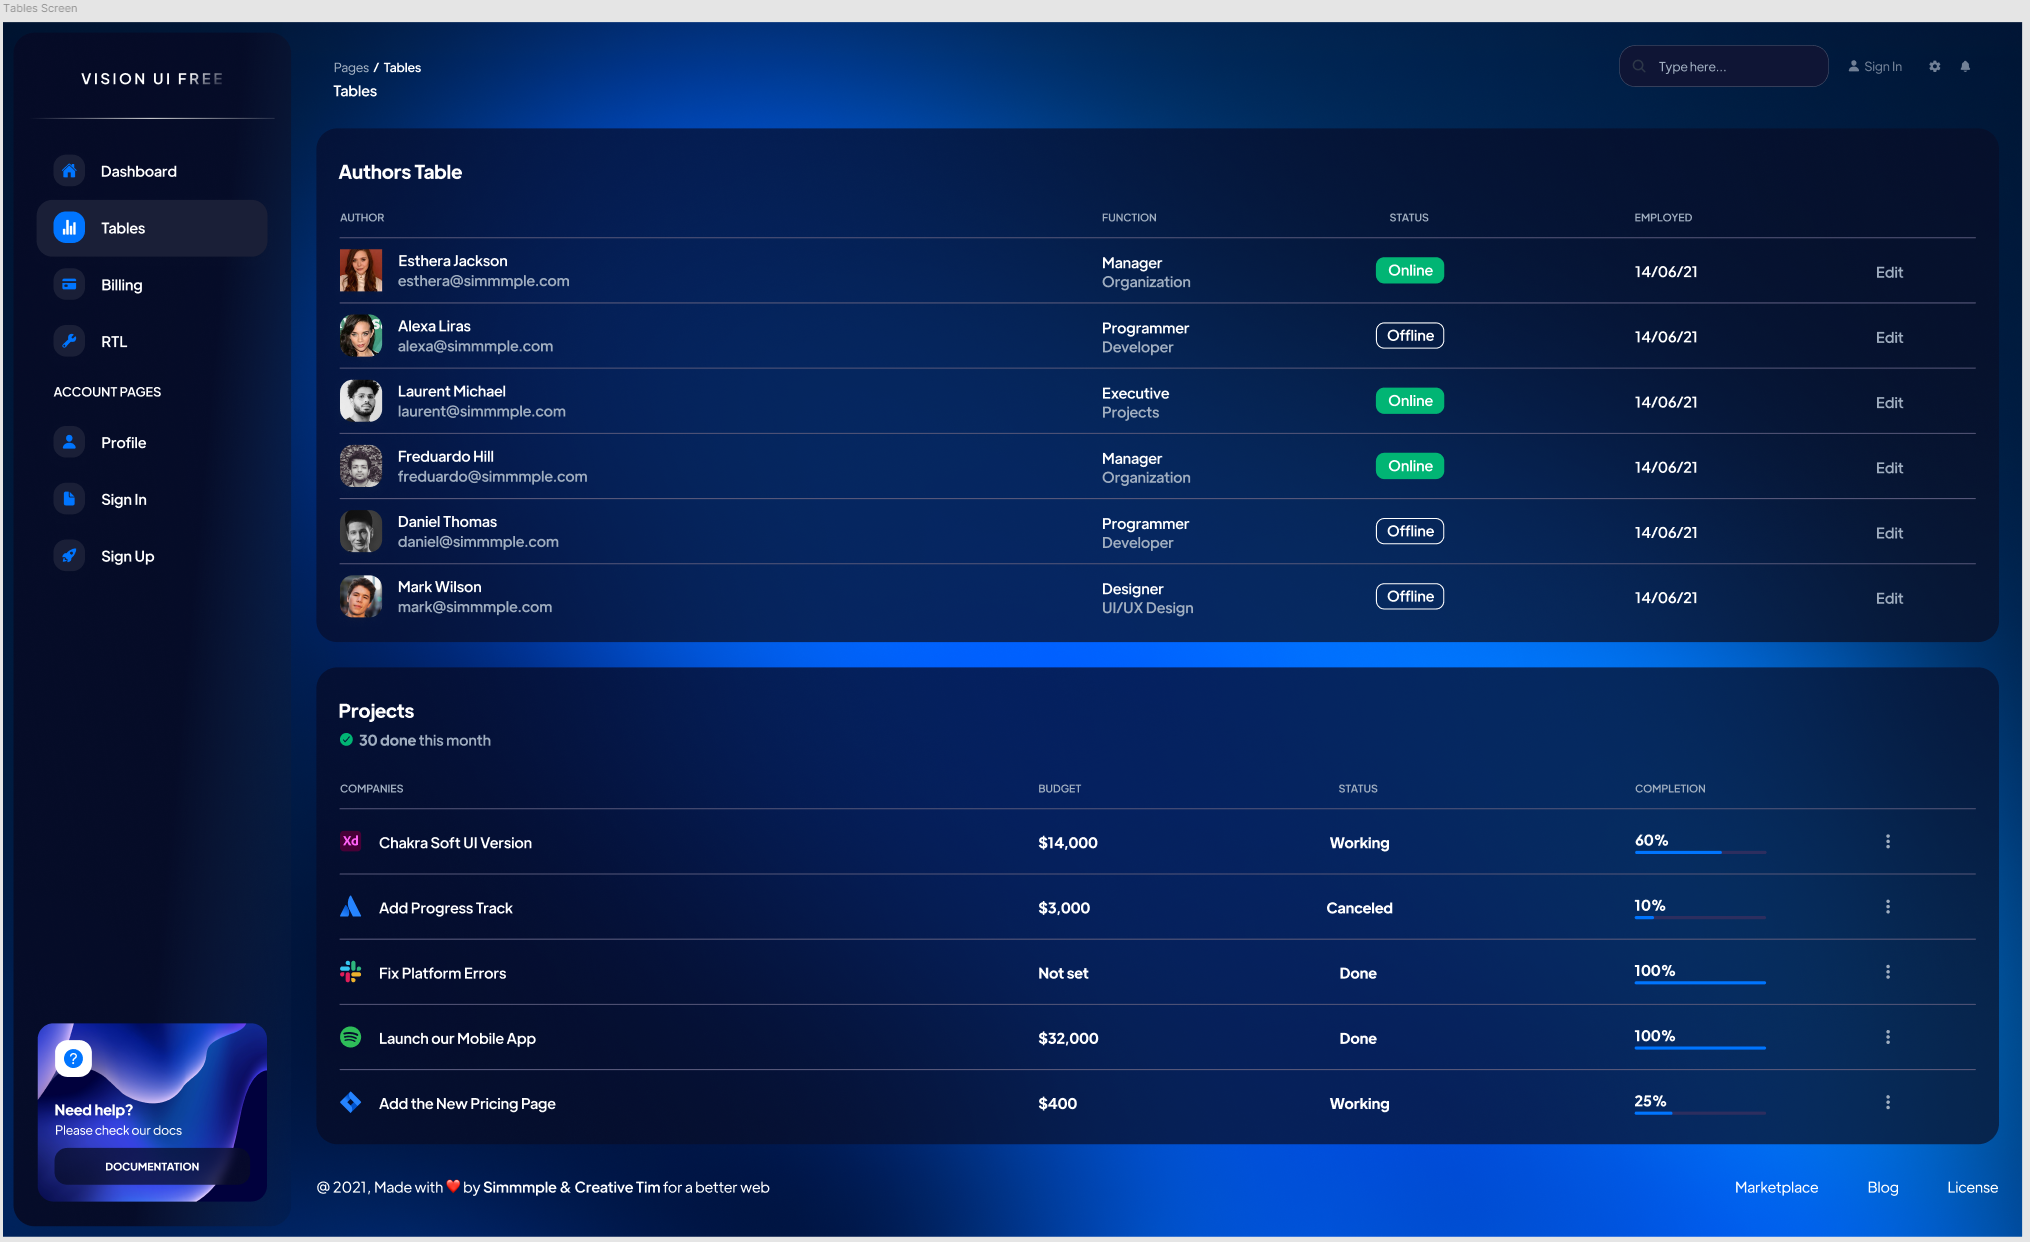 Tables Screen
VISION UI FREE
Dashboard
Tables
Billing
RTL
ACCOUNT PAGES
Profile
Sign In
Sign Up
?
Need help?
Please check our docs
DOCUMENTATION
Pages / Tables
Tables
Type here...
Sign In
Authors Table
AUTHOR FUNCTION STATUS EMPLOYED
Esthera Jackson
esthera@simmmple.com
Manager
Organization
Online
14/06/21
Edit
Alexa Liras
alexa@simmmple.com
Programmer
Developer
Offline
14/06/21
Edit
Laurent Michael
laurent@simmmple.com
Executive
Projects
Online
14/06/21
Edit
Freduardo Hill
freduardo@simmmple.com
Manager
Organization
Online
14/06/21
Edit
Daniel Thomas
daniel@simmmple.com
Programmer
Developer
Offline
14/06/21
Edit
Mark Wilson
mark@simmmple.com
Designer
UI/UX Design
Offline
14/06/21
Edit
Projects
30 done this month
COMPANIES BUDGET STATUS COMPLETION
Xd Chakra Soft UI Version $14,000 Working 60%
Add Progress Track $3,000 Canceled 10%
Fix Platform Errors Not set Done 100%
Launch our Mobile App $32,000 Done 100%
Add the New Pricing Page $400 Working 25%
@ 2021, Made with ❤️ by Simmmple & Creative Tim for a better web
Marketplace Blog License